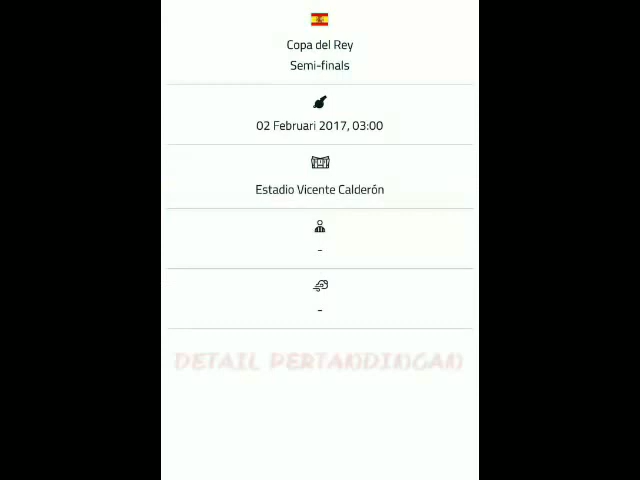 Copa del Rey
Semi-finals
02 Februari 2017, 03:00
Estadio Vicente Calderón
-
-
DETAIL PERTANDINGAN